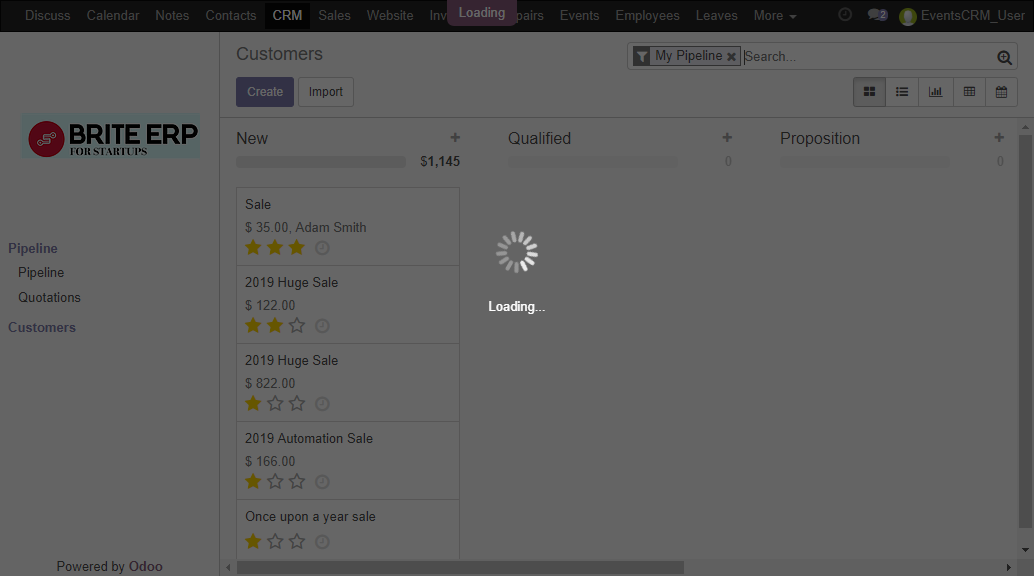 Discuss Calendar Notes Contacts CRM Sales Website Inv Loading pairs Events Employees Leaves More 2 EventsCRM_User
Customers
My Pipeline Search...
Create Import
BRITE ERP
FOR STARTUPS
Pipeline
Pipeline
Quotations
Customers
Powered by Odoo
New
$1,145
Qualified
0
Proposition
0
Sale
$ 35.00, Adam Smith
2019 Huge Sale
$ 122.00
2019 Huge Sale
$ 822.00
2019 Automation Sale
$ 166.00
Once upon a year sale
Loading...